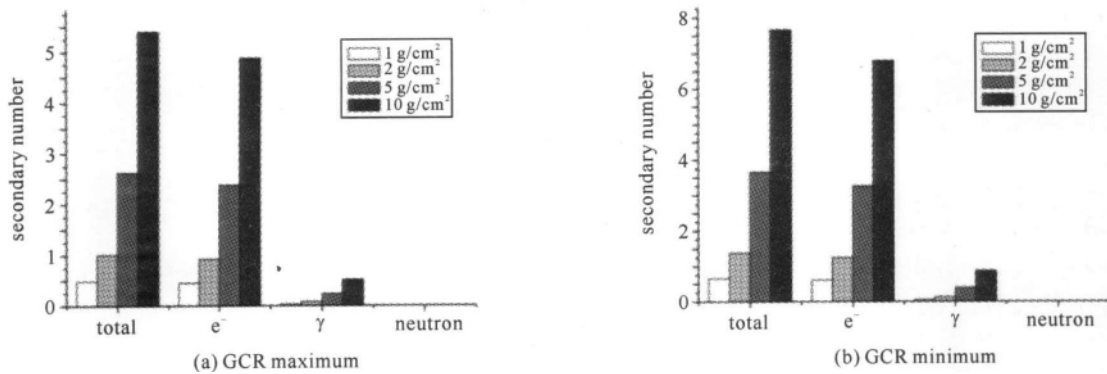 5
4
3
2
1
0
secondary number
1 g/cm²
2 g/cm²
5 g/cm²
10 g/cm²
total
e⁻
γ
neutron
(a) GCR maximum
8
6
4
2
0
secondary number
1 g/cm²
2 g/cm²
5 g/cm²
10 g/cm²
total
e⁻
γ
neutron
(b) GCR minimum